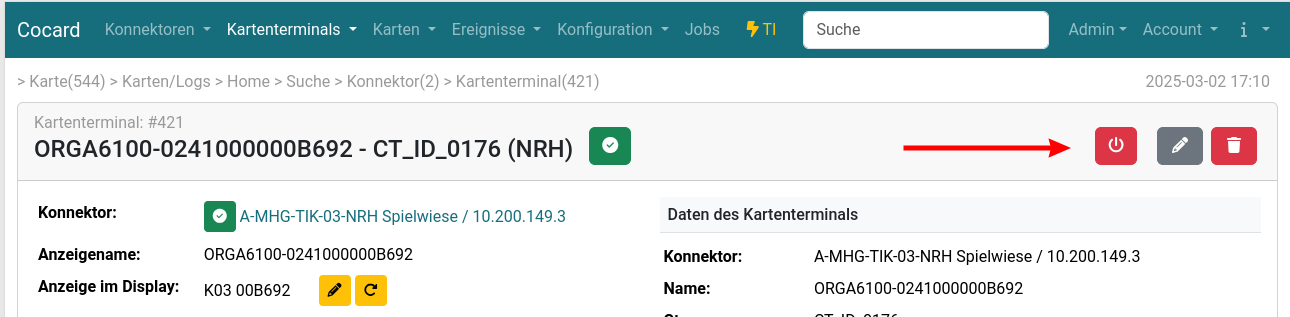 Cocard Konnektoren Kartenterminals Karten Ereignisse Konfiguration Jobs TI Suche Admin Account i
> Karte(544) > Karten/Logs > Home > Suche > Konnektor(2) > Kartenterminal(421) 2025-03-02 17:10
Kartenterminal: #421
ORGA6100-0241000000B692 - CT_ID_0176 (NRH)
Konnektor: A-MHG-TIK-03-NRH Spielwiese / 10.200.149.3
Anzeigename: ORGA6100-0241000000B692
Anzeige im Display: K03 00B692
Daten des Kartenterminals
Konnektor: A-MHG-TIK-03-NRH Spielwiese / 10.200.149.3
Name: ORGA6100-0241000000B692
CT_ID_0176